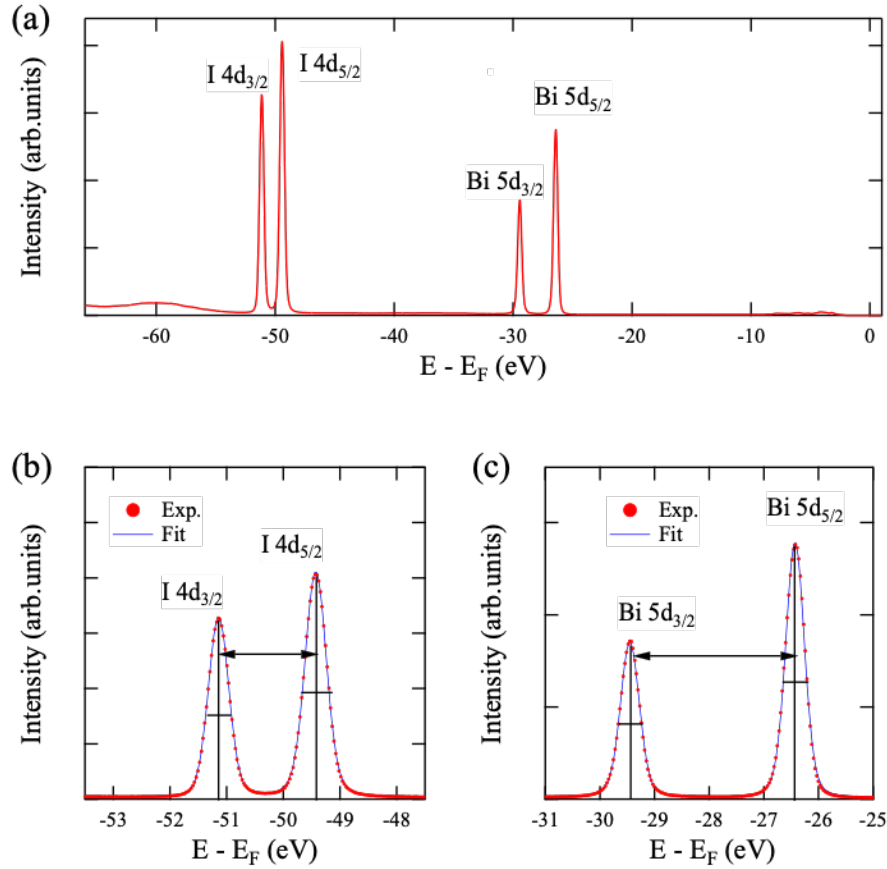 (a)
Intensity (arb.units)
I 4d3/2
I 4d5/2
Bi 5d3/2
Bi 5d5/2
-60
-50
-40
-30
-20
-10
0
E - EF (eV)
(b)
Intensity (arb.units)
Exp.
Fit
I 4d3/2
I 4d5/2
-53
-52
-51
-50
-49
-48
E - EF (eV)
(c)
Intensity (arb.units)
Exp.
Fit
Bi 5d3/2
Bi 5d5/2
-31
-30
-29
-28
-27
-26
-25
E - EF (eV)